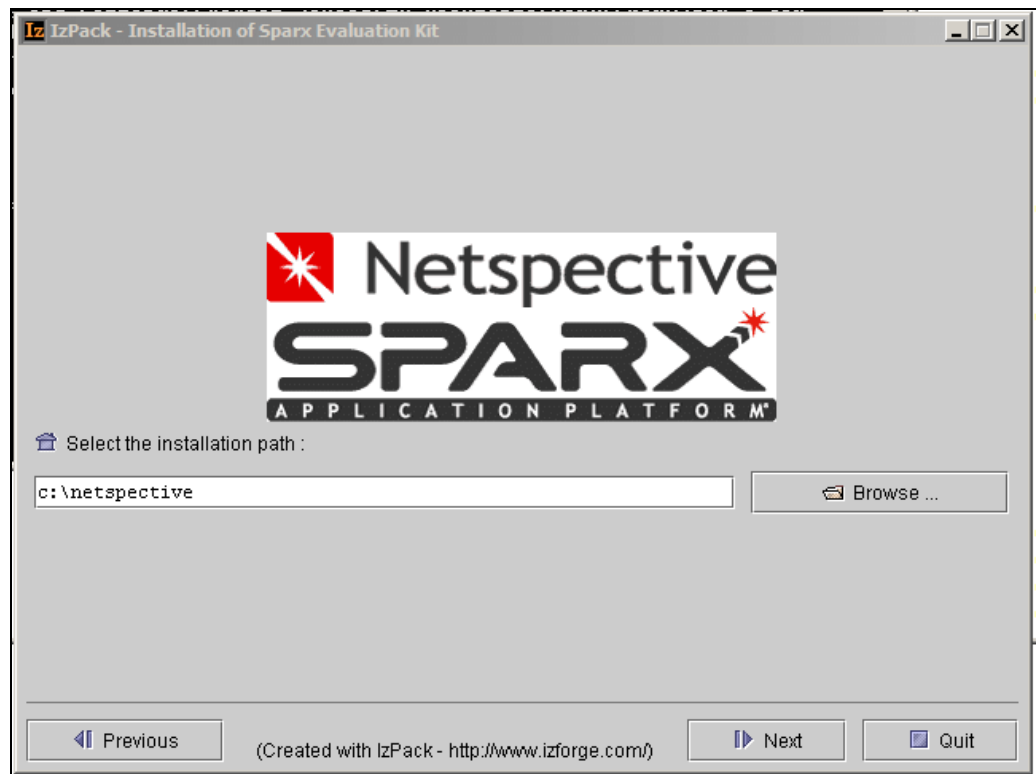 Iz IzPack - Installation of Sparx Evaluation Kit
Netspective
SPARX
APPLICATION PLATFORM
Select the installation path :
c:\netspective
Browse ...
Previous
(Created with IzPack - http://www.izforge.com/)
Next
Quit